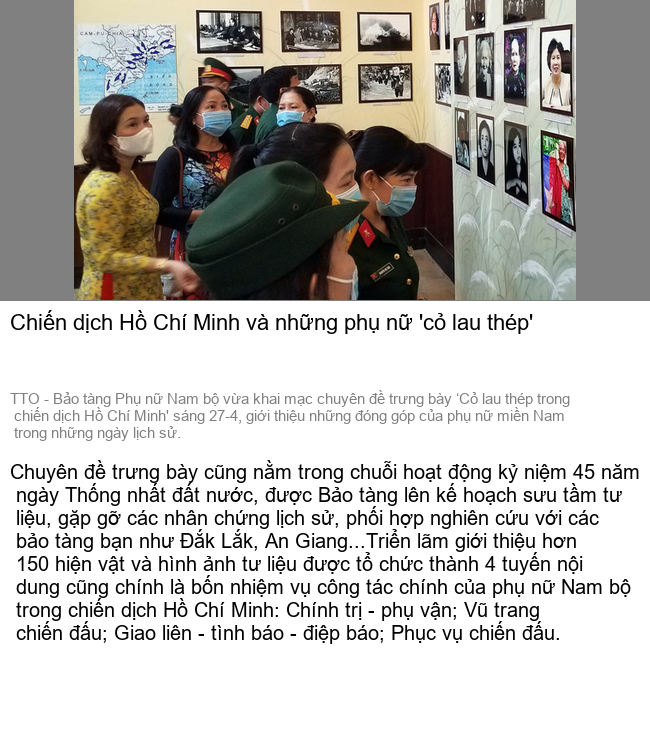 CAM-PU-CHIA
Chiến dịch Hồ Chí Minh và những phụ nữ 'cỏ lau thép'
TTO - Bảo tàng Phụ nữ Nam bộ vừa khai mạc chuyên đề trưng bày ‘Cỏ lau thép trong
chiến dịch Hồ Chí Minh' sáng 27-4, giới thiệu những đóng góp của phụ nữ miền Nam
trong những ngày lịch sử.
Chuyên đề trưng bày cũng nằm trong chuỗi hoạt động kỷ niệm 45 năm
ngày Thống nhất đất nước, được Bảo tàng lên kế hoạch sưu tầm tư
liệu, gặp gỡ các nhân chứng lịch sử, phối hợp nghiên cứu với các
bảo tàng bạn như Đắk Lắk, An Giang...Triển lãm giới thiệu hơn
150 hiện vật và hình ảnh tư liệu được tổ chức thành 4 tuyến nội
dung cũng chính là bốn nhiệm vụ công tác chính của phụ nữ Nam bộ
trong chiến dịch Hồ Chí Minh: Chính trị - phụ vận; Vũ trang
chiến đấu; Giao liên - tình báo - điệp báo; Phục vụ chiến đấu.